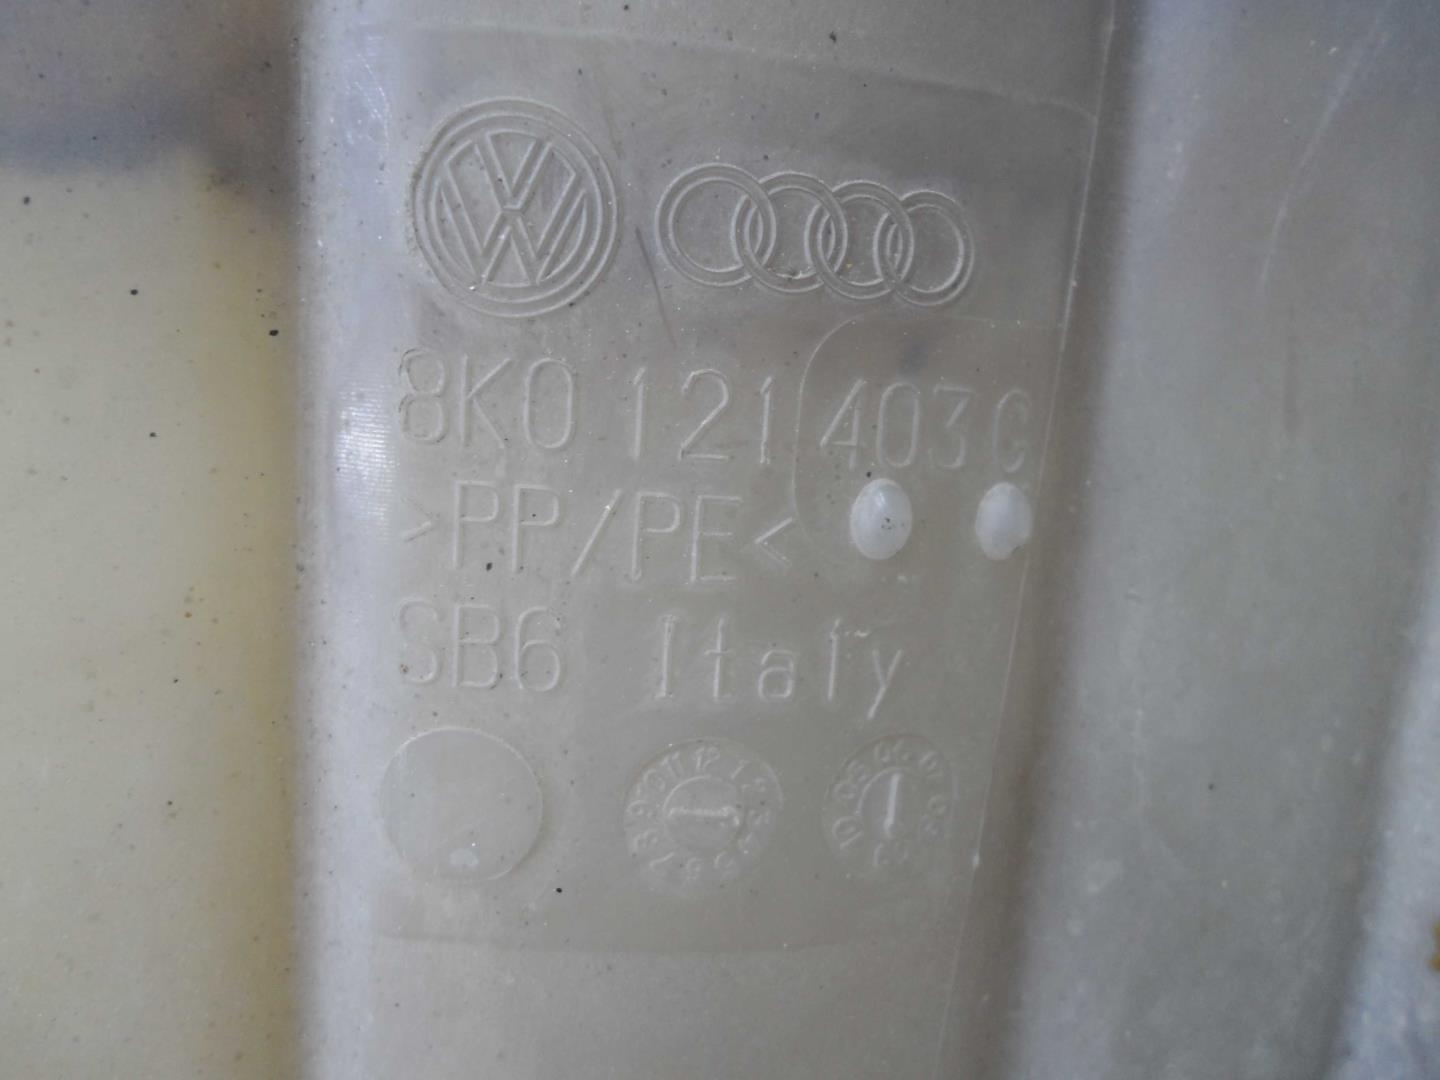 8K0 121 403 C
>PP/PE<
SB6 Italy